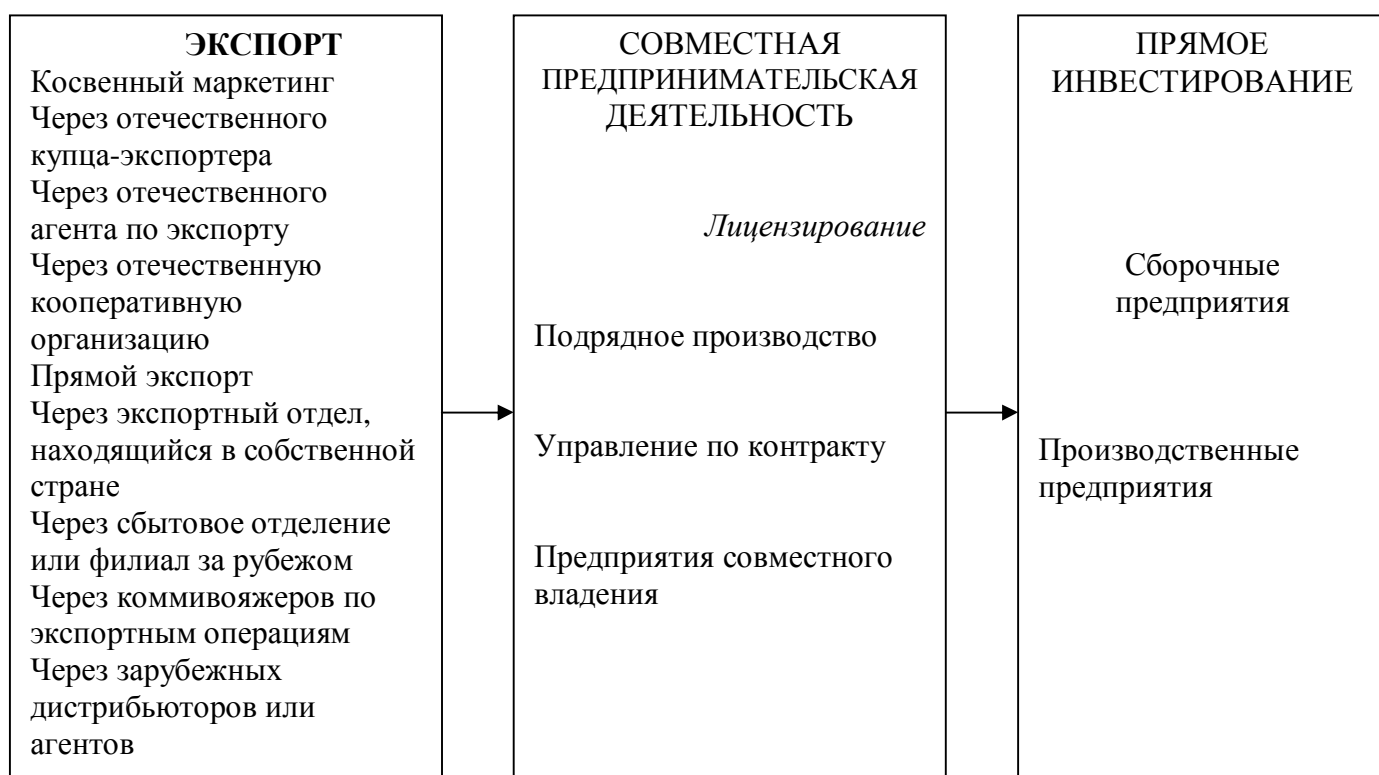 ЭКСПОРТ
Косвенный маркетинг
Через отечественного
купца-экспортера
Через отечественного
агента по экспорту
Через отечественную
кооперативную
организацию
Прямой экспорт
Через экспортный отдел,
находящийся в собственной
стране
Через сбытовое отделение
или филиал за рубежом
Через коммивояжеров по
экспортным операциям
Через зарубежных
дистрибьюторов или
агентов
СОВМЕСТНАЯ
ПРЕДПРИНИМАТЕЛЬСКАЯ
ДЕЯТЕЛЬНОСТЬ
Лицензирование
Подрядное производство
Управление по контракту
Предприятия совместного
владения
ПРЯМОЕ
ИНВЕСТИРОВАНИЕ
Сборочные
предприятия
Производственные
предприятия